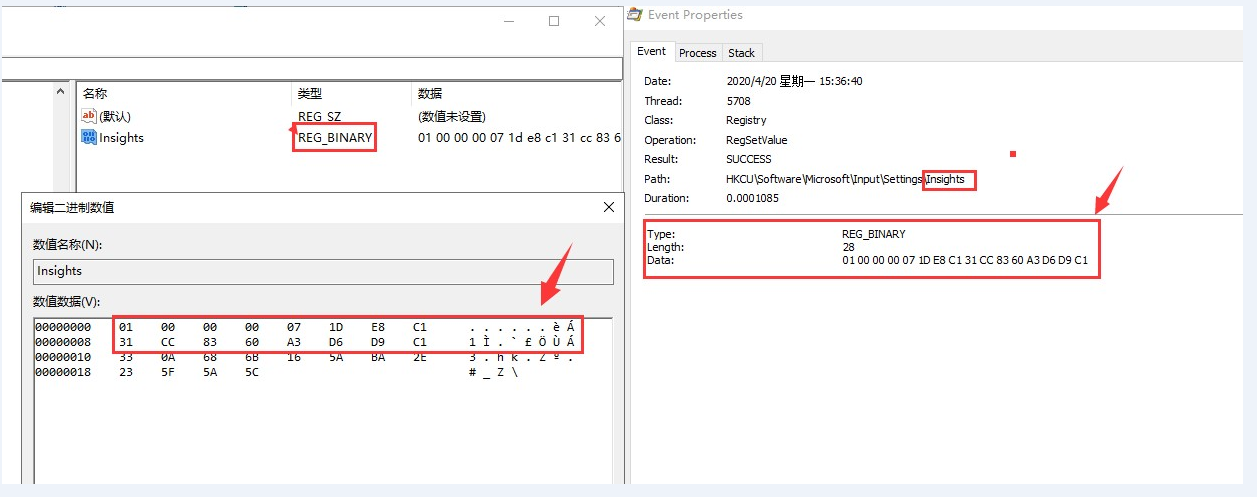 名称 类型 数据
(默认) REG_SZ (数值未设置)
Insights REG_BINARY 01 00 00 00 07 1d e8 c1 31 cc 83 6
编辑二进制数值
数值名称(N):
Insights
数值数据(V):
00000000 01 00 00 00 07 1D E8 C1 . . . . . . è Á
00000008 31 CC 83 60 A3 D6 D9 C1 1 Ì . ` £ Ö Ù Á
00000010 33 0A 68 6B 16 5A BA 2E 3 . h k . Z º .
00000018 23 5F 5A 5C # _ Z \
Event Properties
Event Process Stack
Date: 2020/4/20 星期一 15:36:40
Thread: 5708
Class: Registry
Operation: RegSetValue
Result: SUCCESS
Path: HKCU\Software\Microsoft\Input\Settings\Insights
Duration: 0.0001085
Type: REG_BINARY
Length: 28
Data: 01 00 00 00 07 1D E8 C1 31 CC 83 60 A3 D6 D9 C1